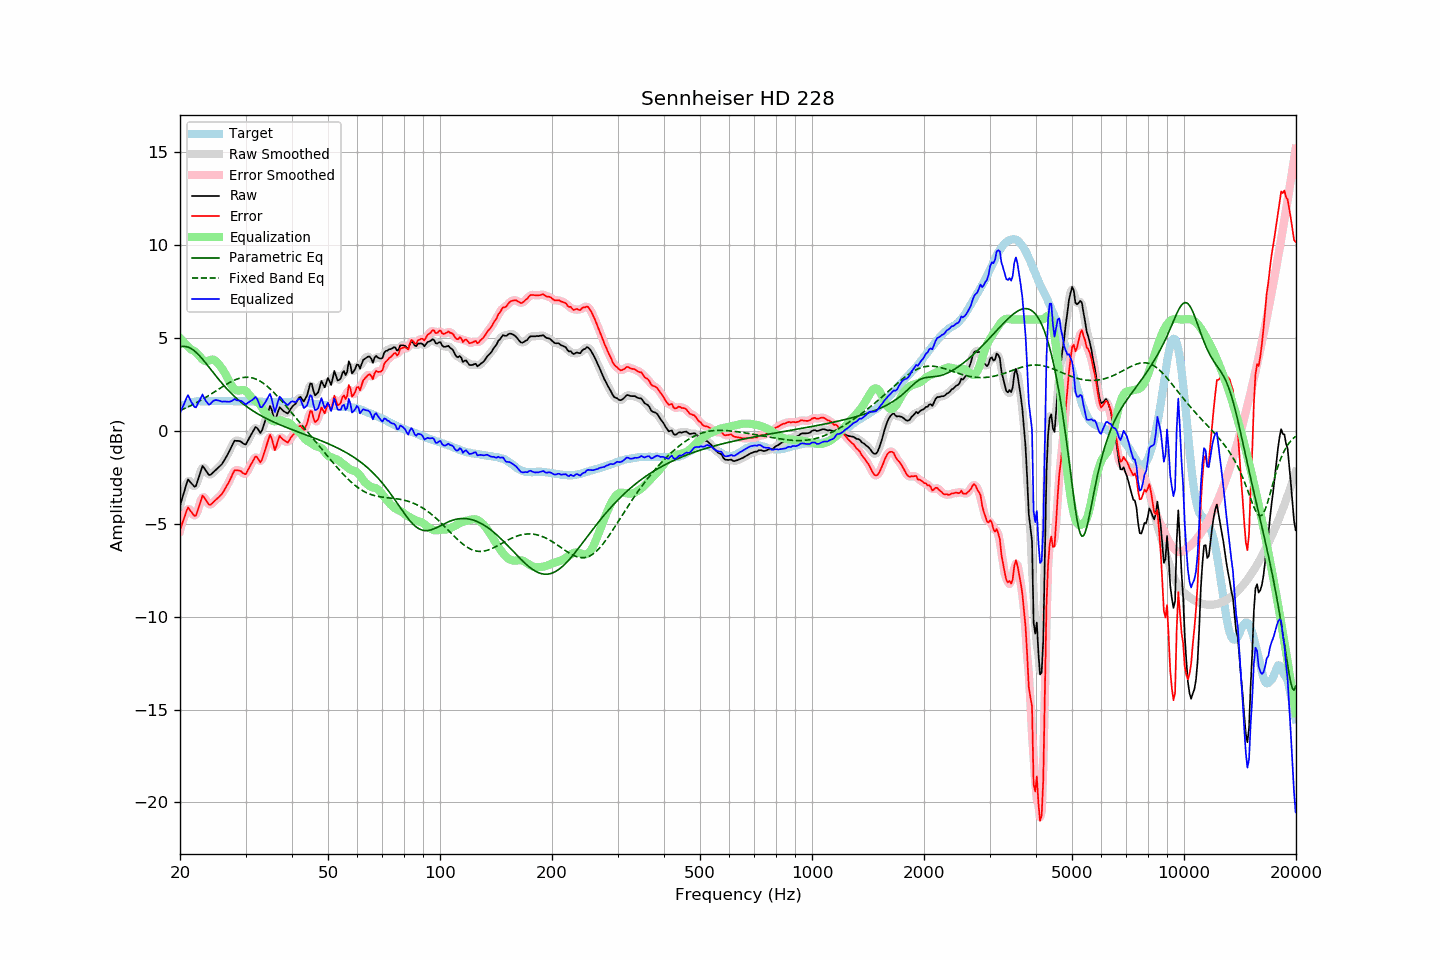 Sennheiser HD 228
Target
Raw Smoothed
Error Smoothed
Raw
Error
Equalization
Parametric Eq
Fixed Band Eq
Equalized
Amplitude (dBr)
15
10
5
0
−5
−10
−15
−20
20 50 100 200 500 1000 2000 5000 10000 20000
Frequency (Hz)